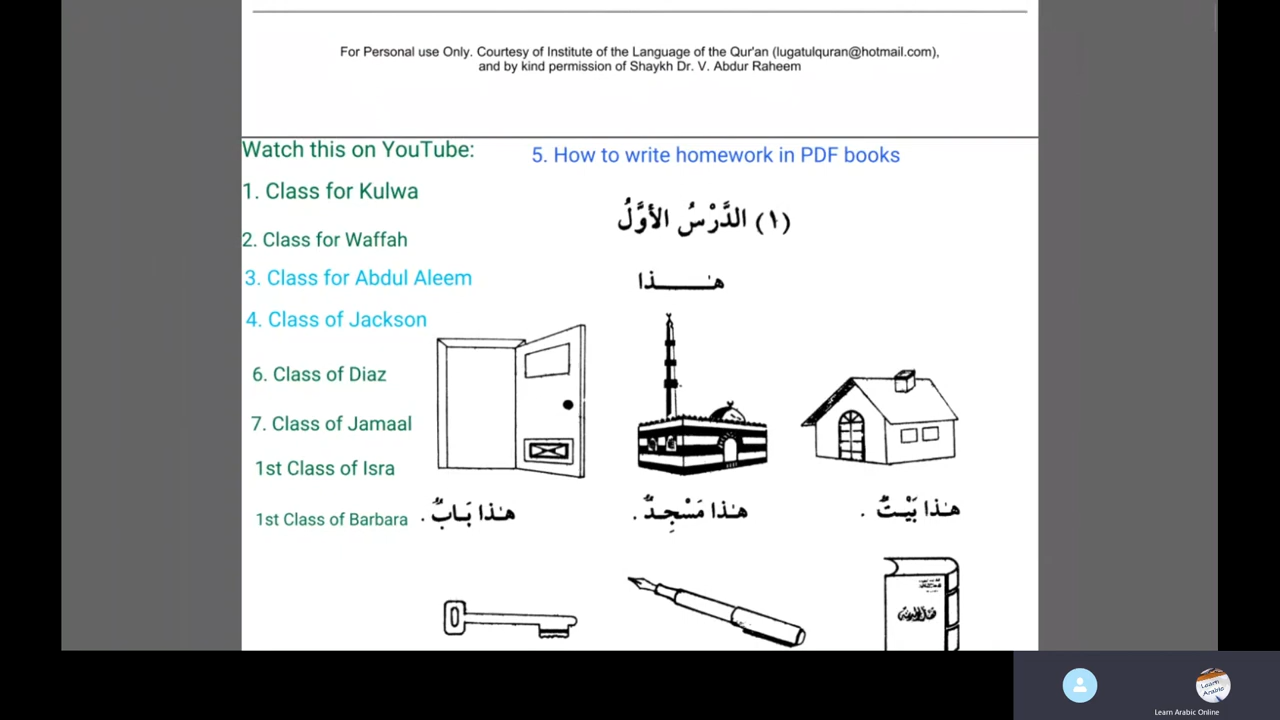 For Personal use Only. Courtesy of Institute of the Language of the Qur'an (lugatulquran@hotmail.com),
and by kind permission of Shaykh Dr. V. Abdur Raheem
Watch this on YouTube:
5. How to write homework in PDF books
1. Class for Kulwa
(١) الدَّرْسُ الأَوَّلُ
2. Class for Waffah
3. Class for Abdul Aleem
هـــــذا
4. Class of Jackson
6. Class of Diaz
7. Class of Jamaal
1st Class of Isra
1st Class of Barbara
هٰذا بَيْتٌ .
هٰذا مَسْجِدٌ .
هٰذا بَابٌ .
Learn Arabic
Learn Arabic Online